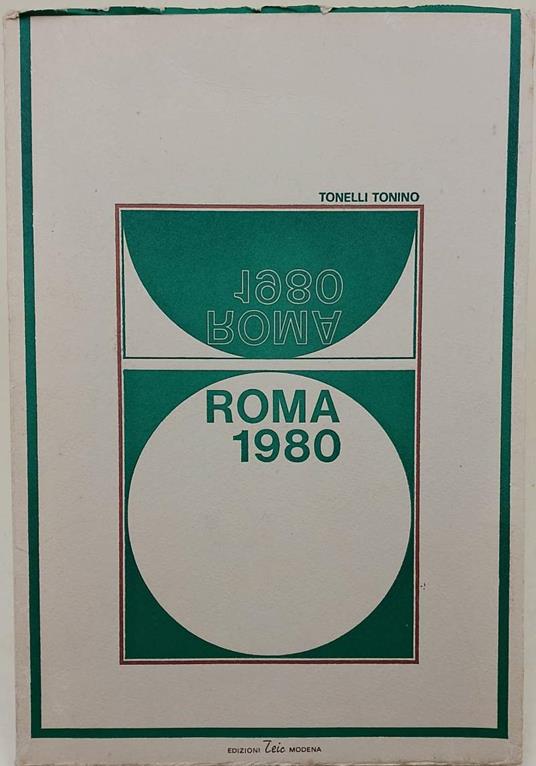 TONELLI TONINO
ROMA
1980
ROMA
1980
EDIZIONI Teic MODENA